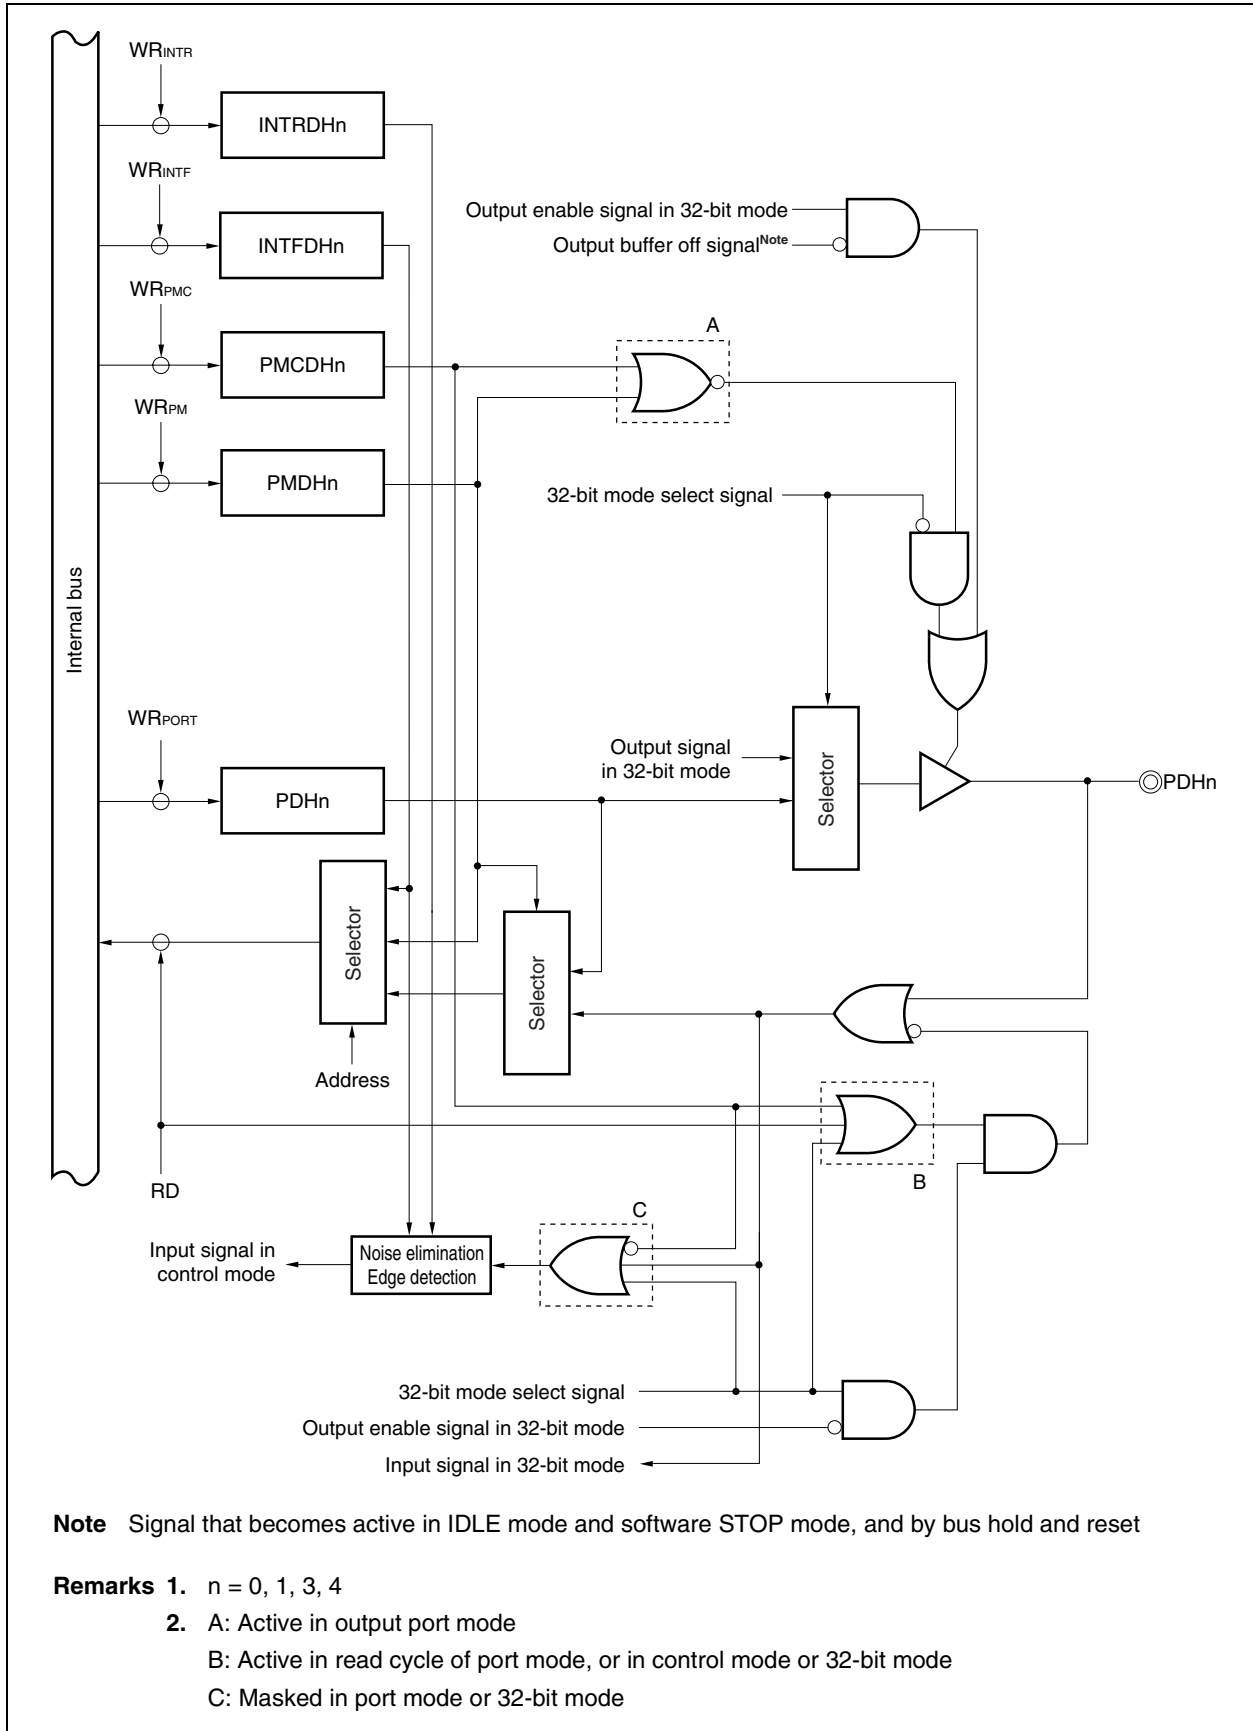 WRINTR
INTRDHn
WRINTF
INTFDHn
Output enable signal in 32-bit mode
Output buffer off signalNote
WRPMC
PMCDHn
A
WRPM
PMDHn
32-bit mode select signal
Internal bus
WRPORT
PDHn
Output signal
in 32-bit mode
Selector
PDHn
Selector
Selector
Address
RD
B
C
Input signal in
control mode
Noise elimination
Edge detection
32-bit mode select signal
Output enable signal in 32-bit mode
Input signal in 32-bit mode
Note Signal that becomes active in IDLE mode and software STOP mode, and by bus hold and reset
Remarks 1. n = 0, 1, 3, 4
2. A: Active in output port mode
B: Active in read cycle of port mode, or in control mode or 32-bit mode
C: Masked in port mode or 32-bit mode